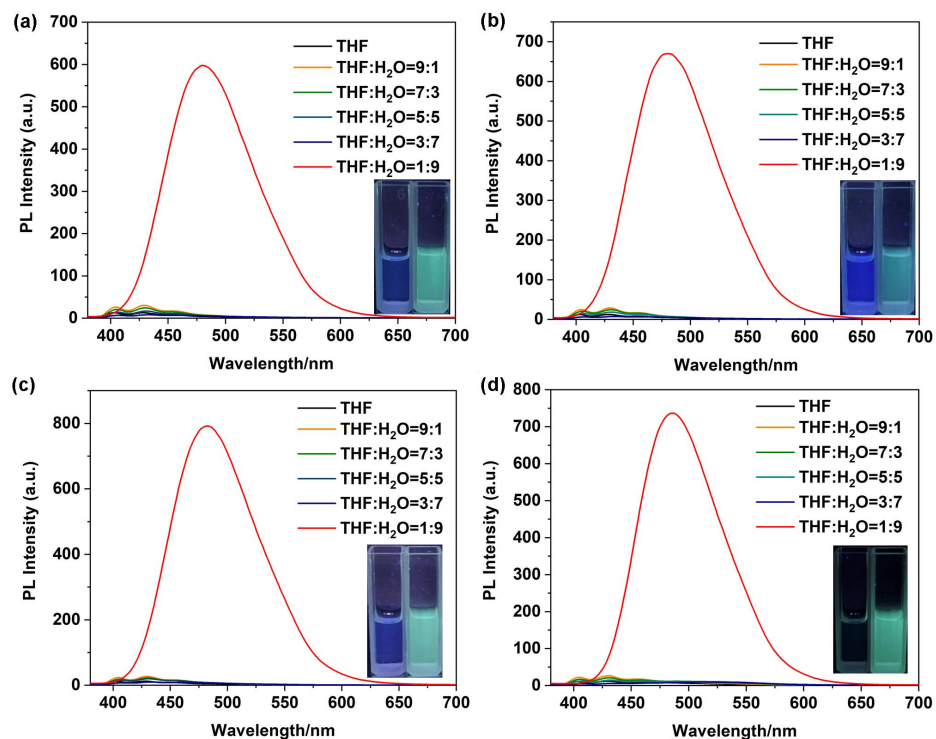 (a)
700
600
500
400
300
200
100
0
PL Intensity (a.u.)
THF
THF:H₂O=9:1
THF:H₂O=7:3
THF:H₂O=5:5
THF:H₂O=3:7
THF:H₂O=1:9
400 450 500 550 600 650 700
Wavelength/nm
(b)
700
600
500
400
300
200
100
0
PL Intensity (a.u.)
THF
THF:H₂O=9:1
THF:H₂O=7:3
THF:H₂O=5:5
THF:H₂O=3:7
THF:H₂O=1:9
400 450 500 550 600 650 700
Wavelength/nm
(c)
800
600
400
200
0
PL Intensity (a.u.)
THF
THF:H₂O=9:1
THF:H₂O=7:3
THF:H₂O=5:5
THF:H₂O=3:7
THF:H₂O=1:9
400 450 500 550 600 650 700
Wavelength/nm
(d)
800
700
600
500
400
300
200
100
0
PL Intensity (a.u.)
THF
THF:H₂O=9:1
THF:H₂O=7:3
THF:H₂O=5:5
THF:H₂O=3:7
THF:H₂O=1:9
400 450 500 550 600 650 700
Wavelength/nm